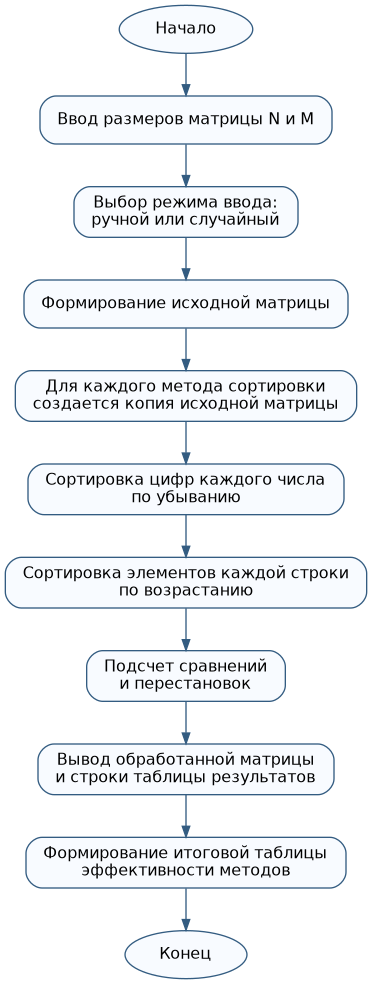 Начало
Ввод размеров матрицы N и M
Выбор режима ввода:
ручной или случайный
Формирование исходной матрицы
Для каждого метода сортировки
создается копия исходной матрицы
Сортировка цифр каждого числа
по убыванию
Сортировка элементов каждой строки
по возрастанию
Подсчет сравнений
и перестановок
Вывод обработанной матрицы
и строки таблицы результатов
Формирование итоговой таблицы
эффективности методов
Конец